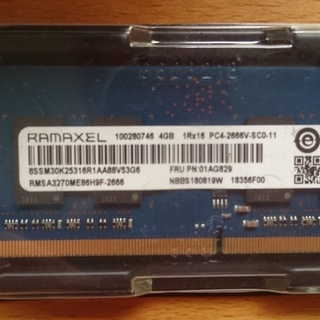 RAMAXEL 100280746 4GB 1Rx16 PC4-2666V-SC0-11
8SSM30K25316R1AA88V53G6 FRU PN:01AG829
RMSA3270ME86H9F-2666 NBBS180819W 18356F00